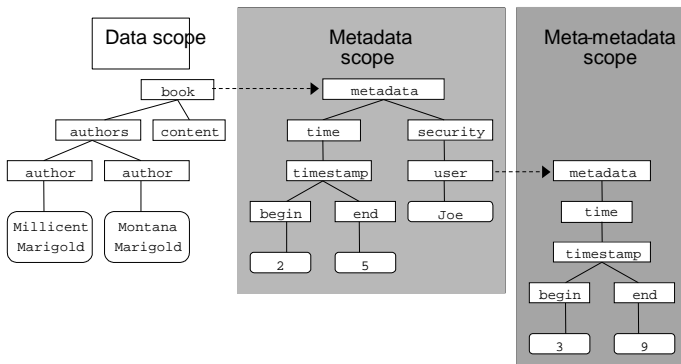 Data scope
Metadata
scope
Meta-metadata
scope
book
metadata
authors
content
time
security
author
author
timestamp
user
metadata
Millicent
Marigold
Montana
Marigold
begin
end
Joe
time
2
5
timestamp
begin
end
3
9